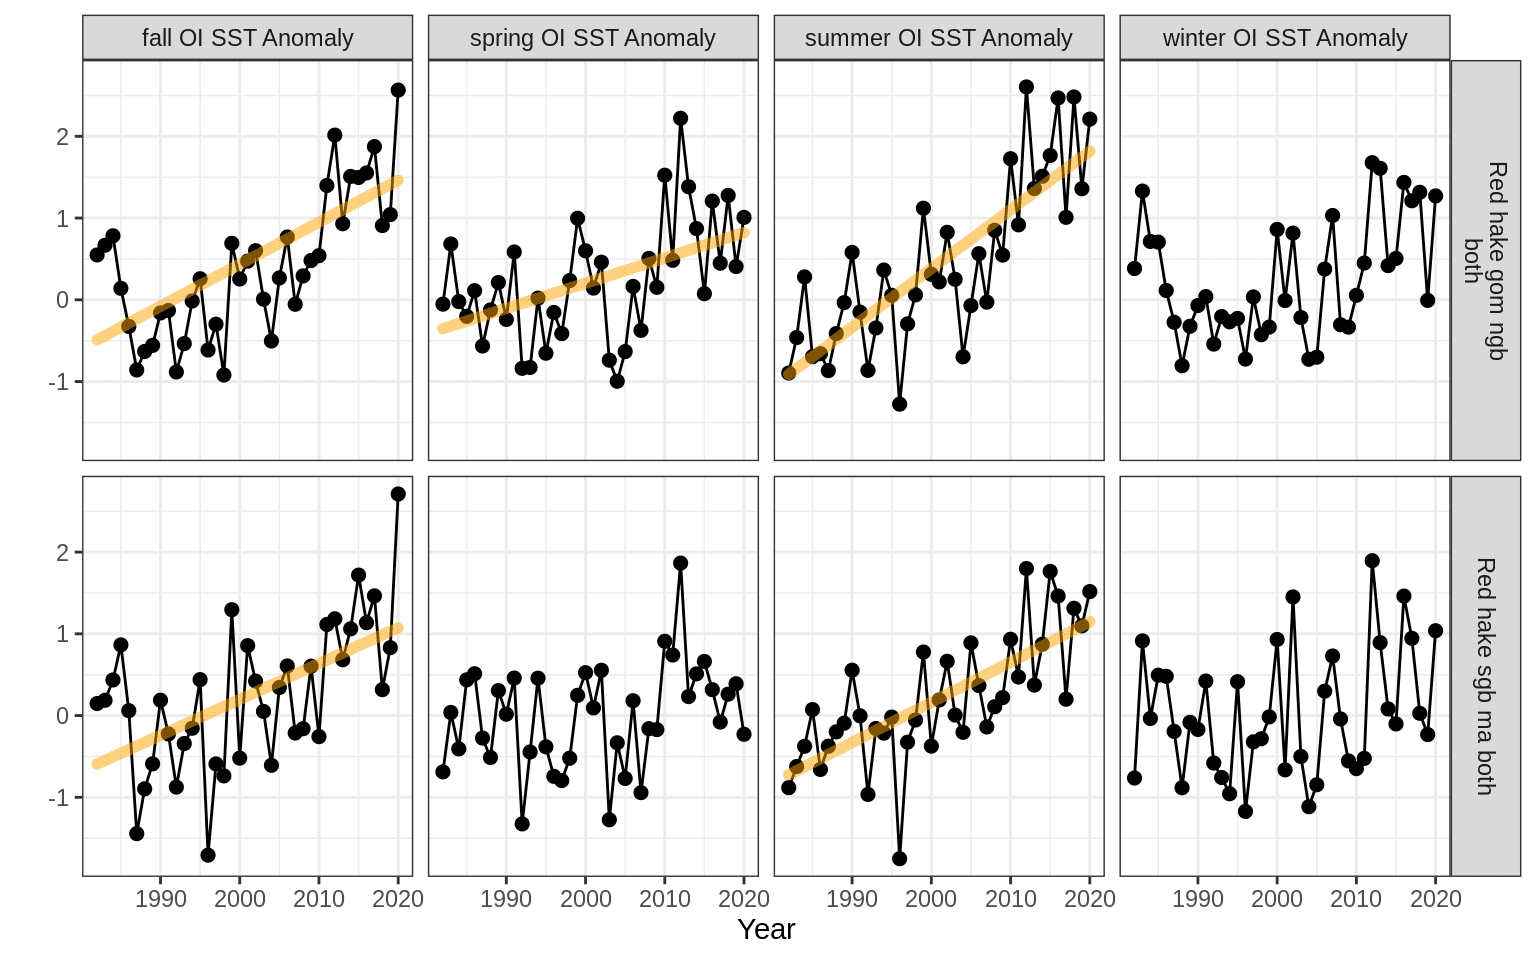 fall OI SST Anomaly
spring OI SST Anomaly
summer OI SST Anomaly
winter OI SST Anomaly
2
1
0
-1
Red hake gom ngb
both
2
1
0
-1
Red hake sgb ma both
1990 2000 2010 2020
1990 2000 2010 2020
1990 2000 2010 2020
1990 2000 2010 2020
Year